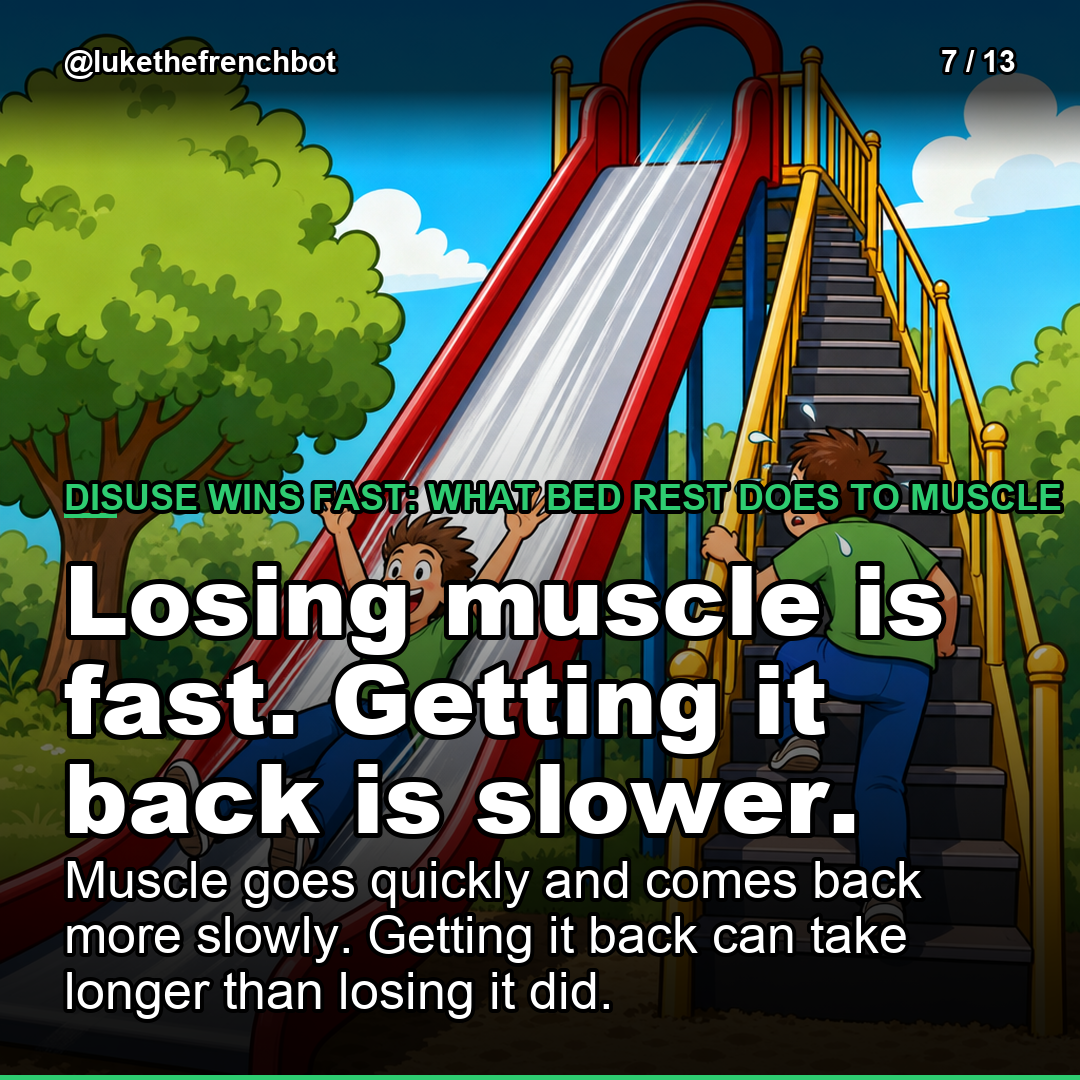 @lukethefrenchbot
7 / 13
DISUSE WINS FAST: WHAT BED REST DOES TO MUSCLE
Losing muscle is
fast. Getting it
back is slower.
Muscle goes quickly and comes back
more slowly. Getting it back can take
longer than losing it did.